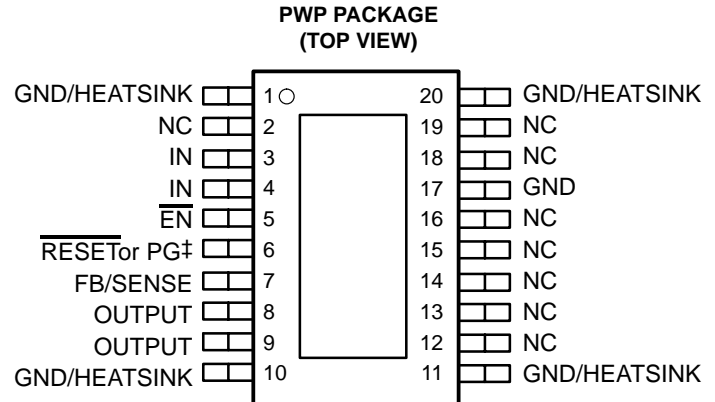 PWP PACKAGE
(TOP VIEW)
GND/HEATSINK 1 20 GND/HEATSINK
NC 2 19 NC
IN 3 18 NC
IN 4 17 GND
EN 5 16 NC
RESETor PG‡ 6 15 NC
FB/SENSE 7 14 NC
OUTPUT 8 13 NC
OUTPUT 9 12 NC
GND/HEATSINK 10 11 GND/HEATSINK